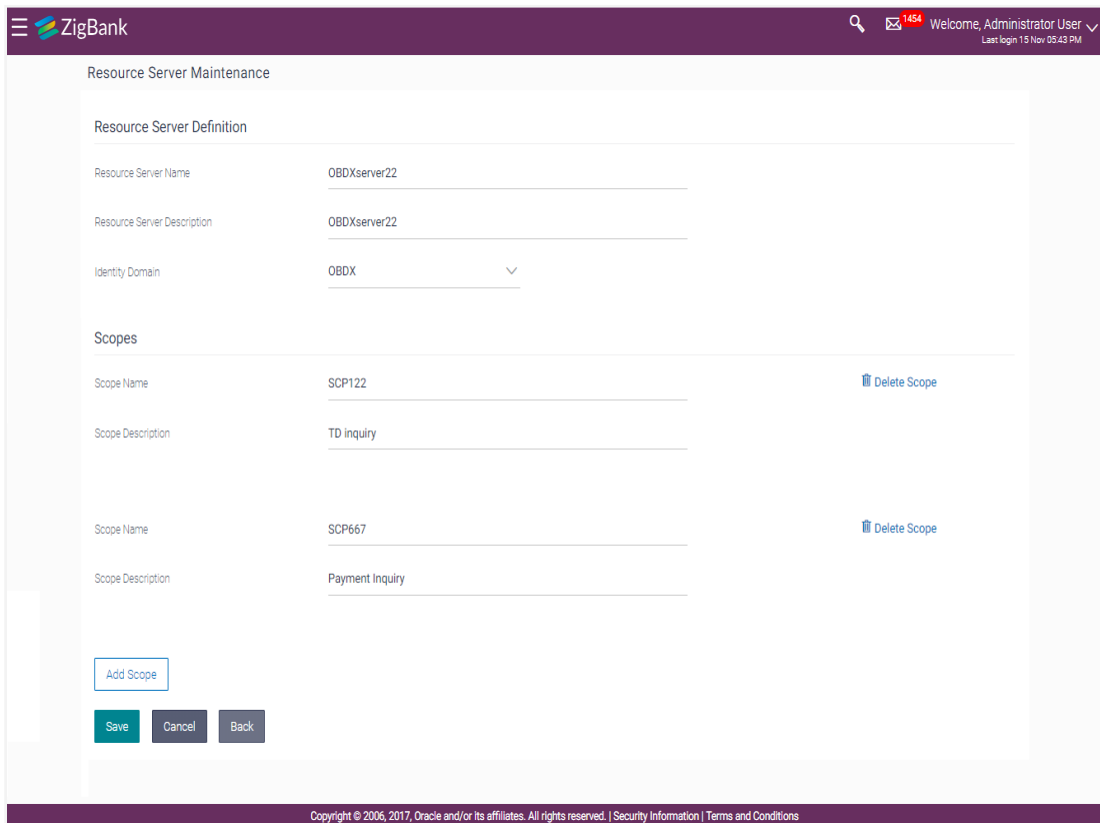 ZigBank
1454
Welcome, Administrator User
Last login 15 Nov 05:43 PM
Resource Server Maintenance
Resource Server Definition
Resource Server Name OBDXserver22
Resource Server Description OBDXserver22
Identity Domain OBDX
Scopes
Scope Name SCP122 Delete Scope
Scope Description TD inquiry
Scope Name SCP667 Delete Scope
Scope Description Payment Inquiry
Add Scope
Save Cancel Back
Copyright © 2006, 2017, Oracle and/or its affiliates. All rights reserved. | Security Information | Terms and Conditions